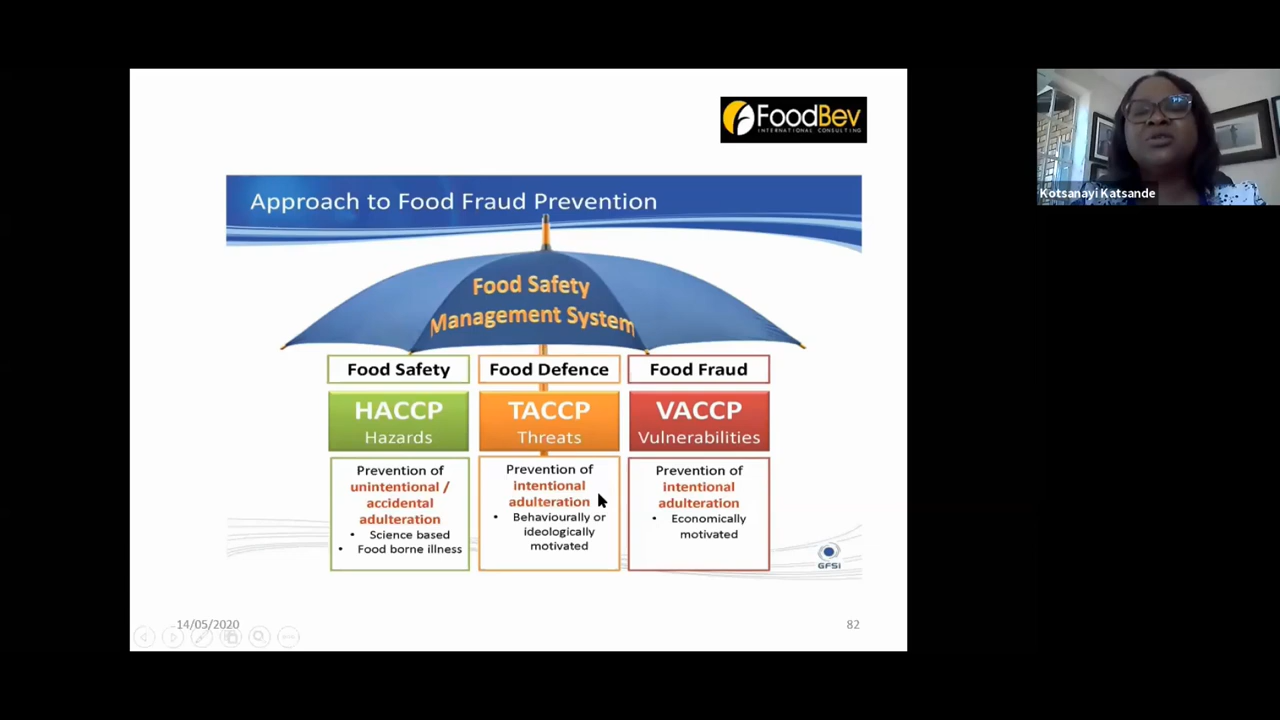 FoodBev
INTERNATIONAL CONSULTING
Kotsanayi Katsande
Approach to Food Fraud Prevention
Food Safety
Management System
Food Safety
HACCP
Hazards
Prevention of
unintentional /
accidental
adulteration
• Science based
• Food borne illness
Food Defence
TACCP
Threats
Prevention of
intentional
adulteration
• Behaviourally or
ideologically
motivated
Food Fraud
VACCP
Vulnerabilities
Prevention of
intentional
adulteration
• Economically
motivated
GFSI
14/05/2020
82